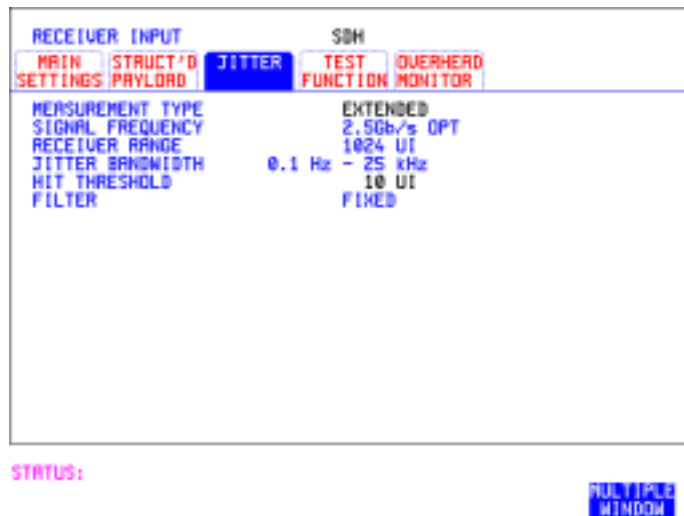 RECEIVER INPUT SDH
MAIN SETTINGS
STRUCT'D PAYLOAD
JITTER
TEST FUNCTION
OVERHEAD MONITOR
MEASUREMENT TYPE EXTENDED
SIGNAL FREQUENCY 2.5Gb/s OPT
RECEIVER RANGE 1024 UI
JITTER BANDWIDTH 0.1 Hz - 25 kHz
HIT THRESHOLD 10 UI
FILTER FIXED
STATUS:
MULTIPLE
WINDOW